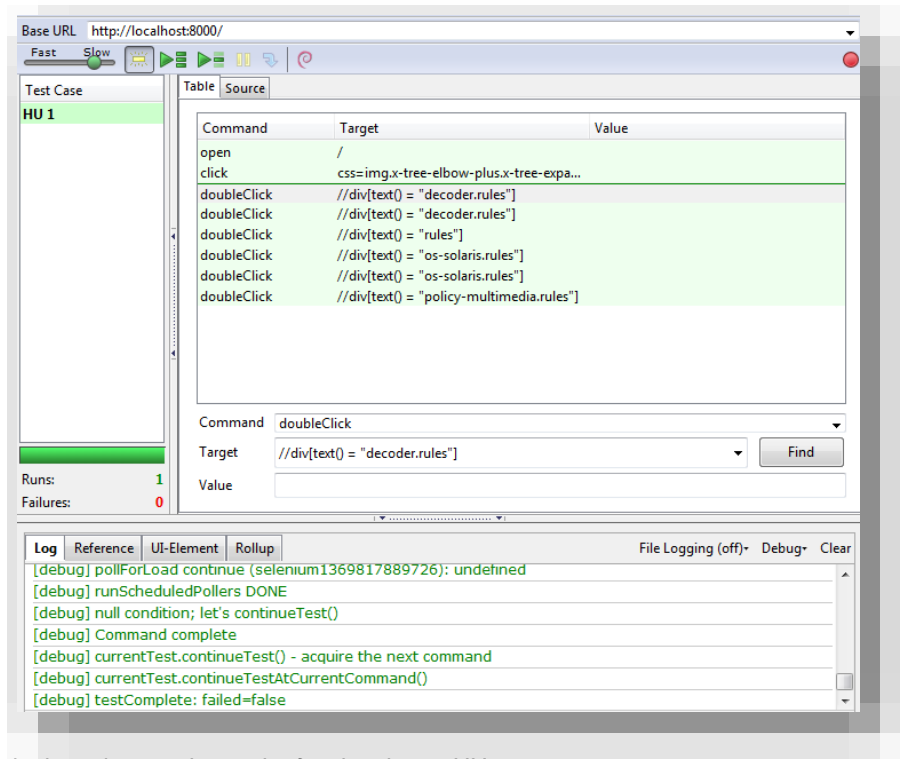 Base URL http://localhost:8000/
Fast Slow
Test Case
HU 1
Runs: 1
Failures: 0
Table Source
Command Target Value
open /
click css=img.x-tree-elbow-plus.x-tree-expa...
doubleClick //div[text() = "decoder.rules"]
doubleClick //div[text() = "decoder.rules"]
doubleClick //div[text() = "rules"]
doubleClick //div[text() = "os-solaris.rules"]
doubleClick //div[text() = "os-solaris.rules"]
doubleClick //div[text() = "policy-multimedia.rules"]
Command doubleClick
Target //div[text() = "decoder.rules"] Find
Value
Log Reference UI-Element Rollup File Logging (off) Debug Clear
[debug] pollForLoad continue (selenium1369817889726): undefined
[debug] runScheduledPollers DONE
[debug] null condition; let's continueTest()
[debug] Command complete
[debug] currentTest.continueTest() - acquire the next command
[debug] currentTest.continueTestAtCurrentCommand()
[debug] testComplete: failed=false